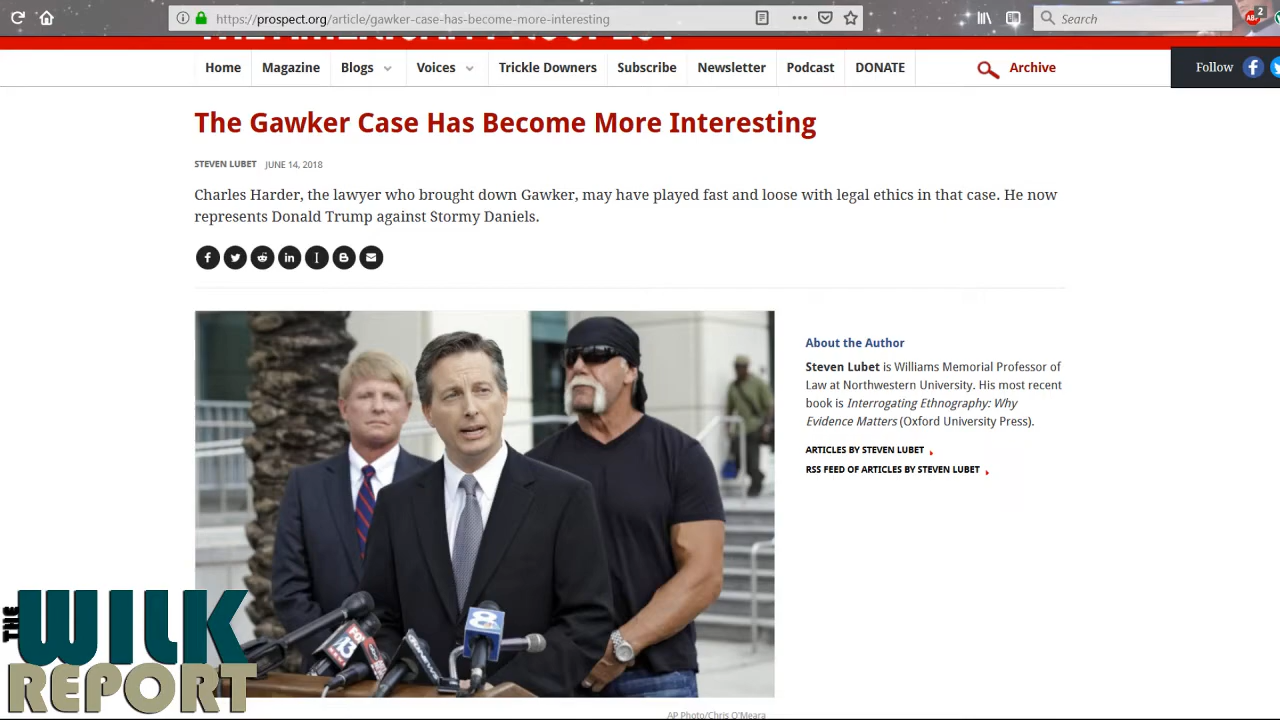 https://prospect.org/article/gawker-case-has-become-more-interesting
Search
ABP
2
Home
Magazine
Blogs
Voices
Trickle Downers
Subscribe
Newsletter
Podcast
DONATE
Archive
Follow
The Gawker Case Has Become More Interesting
STEVEN LUBET JUNE 14, 2018
Charles Harder, the lawyer who brought down Gawker, may have played fast and loose with legal ethics in that case. He now
represents Donald Trump against Stormy Daniels.
About the Author
Steven Lubet is Williams Memorial Professor of
Law at Northwestern University. His most recent
book is Interrogating Ethnography: Why
Evidence Matters (Oxford University Press).
ARTICLES BY STEVEN LUBET
RSS FEED OF ARTICLES BY STEVEN LUBET
8
FOX
13
THE WILK
REPORT
AP Photo/Chris O'Meara